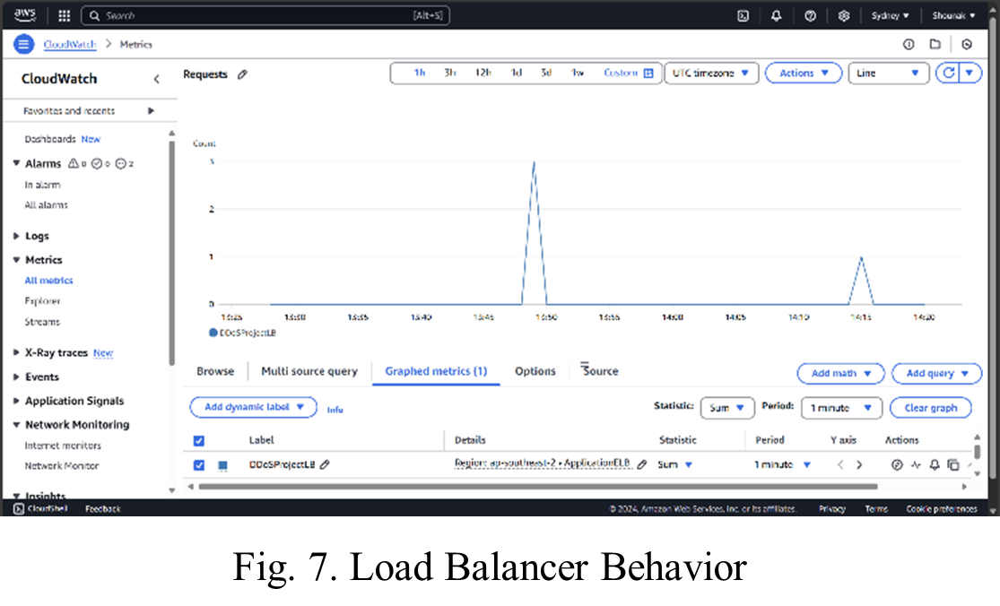 aws Search [Alt+S] Sydney Shounak
CloudWatch > Metrics
CloudWatch
Requests 1h 3h 12h 1d 3d 1w Custom UTC timezone Actions Line
Favorites and recents
Dashboards New
Alarms 0 0 2
In alarm
All alarms
Logs
Metrics
All metrics
Explorer
Streams
X-Ray traces New
Events
Application Signals
Network Monitoring
Internet monitors
Network Monitor
Insights
Count
3
2
1
0
13:25 13:30 13:35 13:40 13:45 13:50 13:55 14:00 14:05 14:10 14:15 14:20
DDoSProjectLB
Browse Multi source query Graphed metrics (1) Options Source Add math Add query
Add dynamic label Info Statistic: Sum Period: 1 minute Clear graph
Label Details Statistic Period Y axis Actions
DDoSProjectLB Region: ap-southeast-2 • ApplicationELB Sum 1 minute < >
CloudShell Feedback © 2024, Amazon Web Services, Inc. or its affiliates. Privacy Terms Cookie preferences
Fig. 7. Load Balancer Behavior